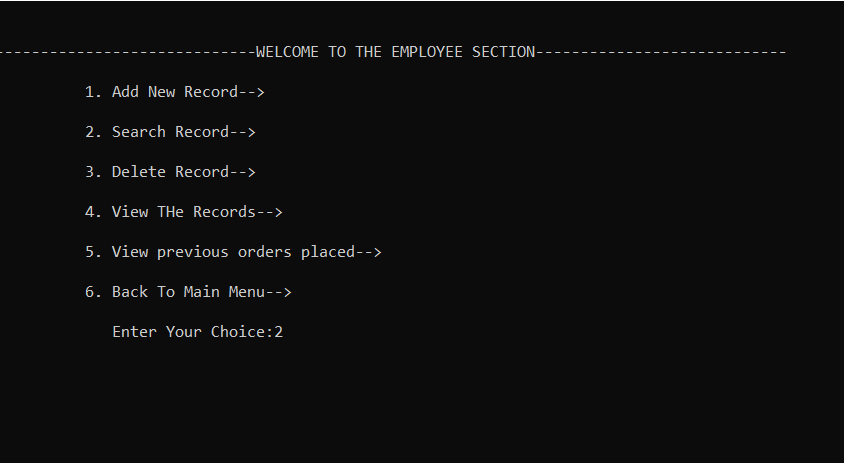 ----------------------------WELCOME TO THE EMPLOYEE SECTION----------------------------
1. Add New Record-->
2. Search Record-->
3. Delete Record-->
4. View THe Records-->
5. View previous orders placed-->
6. Back To Main Menu-->
Enter Your Choice:2